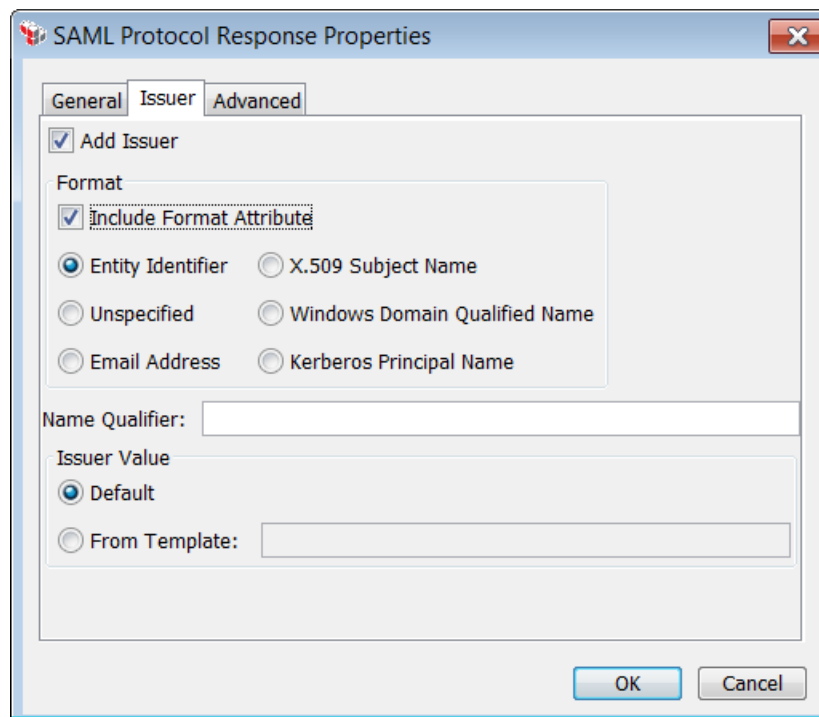 SAML Protocol Response Properties
General Issuer Advanced
Add Issuer
Format
Include Format Attribute
Entity Identifier X.509 Subject Name
Unspecified Windows Domain Qualified Name
Email Address Kerberos Principal Name
Name Qualifier:
Issuer Value
Default
From Template:
OK Cancel